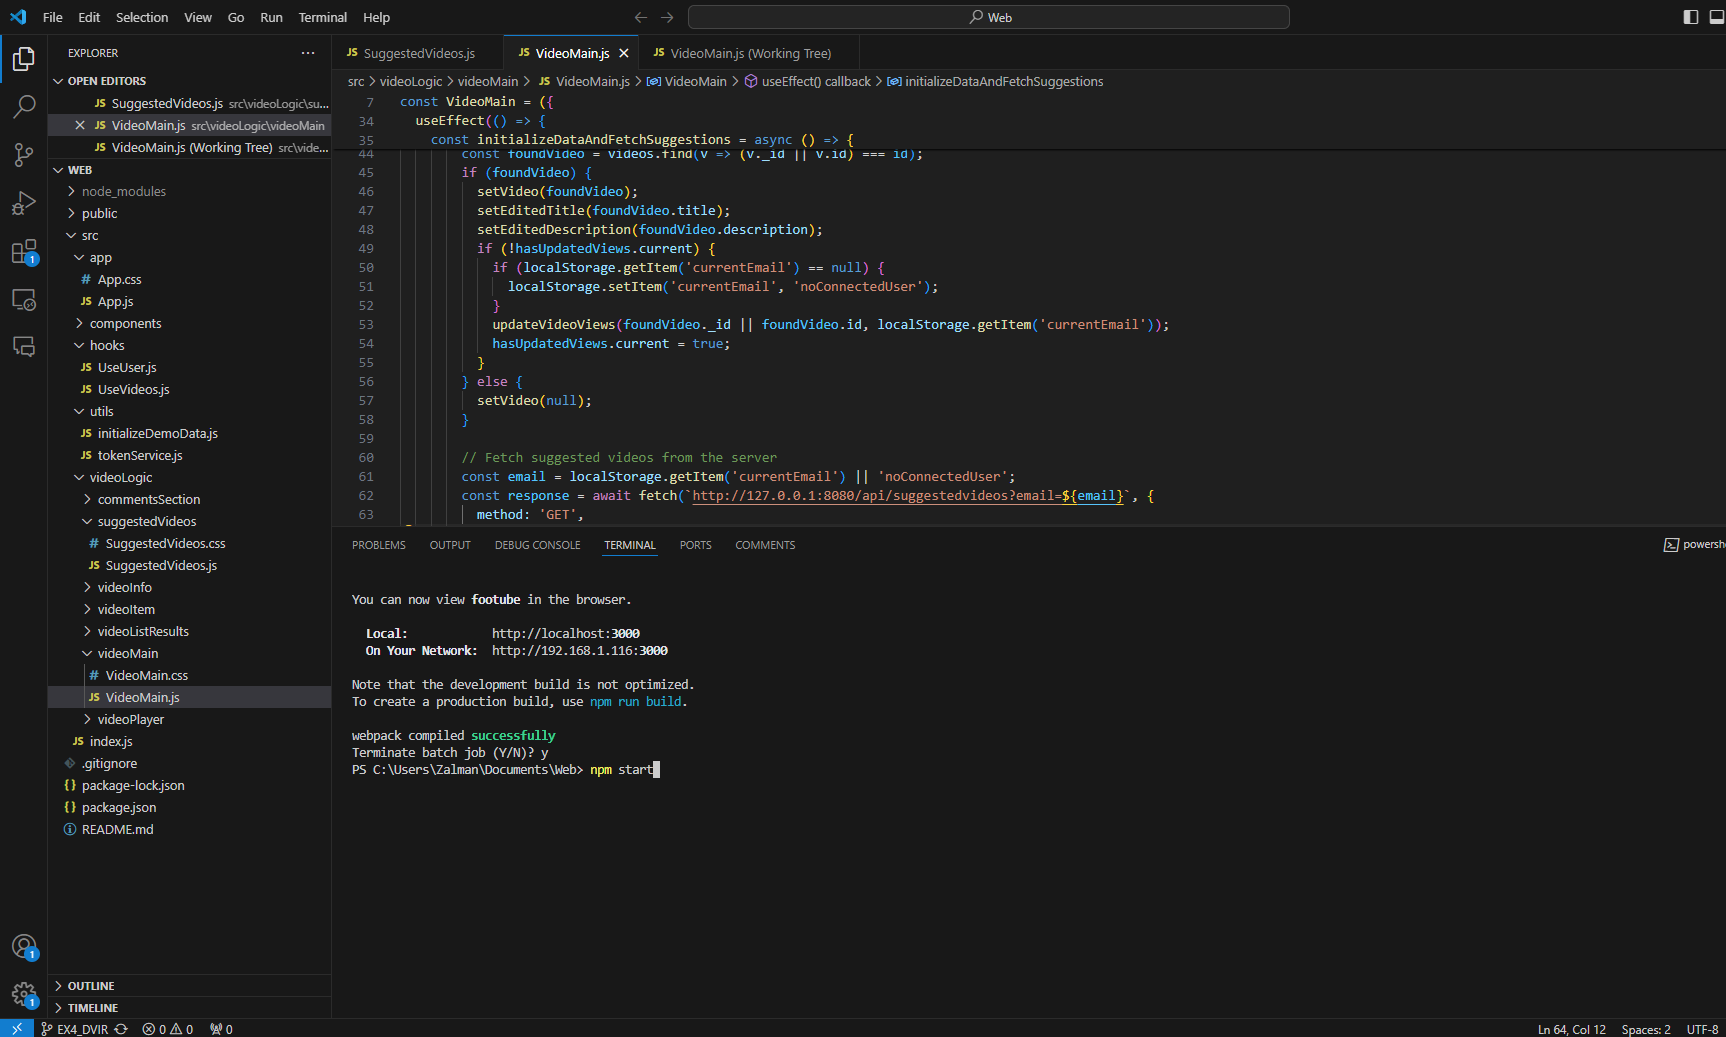 File Edit Selection View Go Run Terminal Help
Web
EXPLORER
OPEN EDITORS
JS SuggestedVideos.js src\videoLogic\su...
JS VideoMain.js src\videoLogic\videoMain
JS VideoMain.js (Working Tree) src\vide...
WEB
node_modules
public
src
app
# App.css
JS App.js
components
hooks
JS UseUser.js
JS UseVideos.js
utils
JS initializeDemoData.js
JS tokenService.js
videoLogic
commentsSection
suggestedVideos
# SuggestedVideos.css
JS SuggestedVideos.js
videoInfo
videoItem
videoListResults
videoMain
# VideoMain.css
JS VideoMain.js
videoPlayer
JS index.js
.gitignore
{} package-lock.json
{} package.json
README.md
OUTLINE
TIMELINE
1
1
1
JS SuggestedVideos.js JS VideoMain.js JS VideoMain.js (Working Tree)
src > videoLogic > videoMain > JS VideoMain.js > VideoMain > useEffect() callback > initializeDataAndFetchSuggestions
7 const VideoMain = ({
34 useEffect(() => {
35 const initializeDataAndFetchSuggestions = async () => {
44 const foundVideo = videos.find(v => (v._id || v.id) === id);
45 if (foundVideo) {
46 setVideo(foundVideo);
47 setEditedTitle(foundVideo.title);
48 setEditedDescription(foundVideo.description);
49 if (!hasUpdatedViews.current) {
50 if (localStorage.getItem('currentEmail') == null) {
51 localStorage.setItem('currentEmail', 'noConnectedUser');
52 }
53 updateVideoViews(foundVideo._id || foundVideo.id, localStorage.getItem('currentEmail'));
54 hasUpdatedViews.current = true;
55 }
56 } else {
57 setVideo(null);
58 }
59
60 // Fetch suggested videos from the server
61 const email = localStorage.getItem('currentEmail') || 'noConnectedUser';
62 const response = await fetch(`http://127.0.0.1:8080/api/suggestedvideos?email=${email}`, {
63 method: 'GET',
PROBLEMS OUTPUT DEBUG CONSOLE TERMINAL PORTS COMMENTS
powershe
You can now view footube in the browser.
Local: http://localhost:3000
On Your Network: http://192.168.1.116:3000
Note that the development build is not optimized.
To create a production build, use npm run build.
webpack compiled successfully
Terminate batch job (Y/N)? y
PS C:\Users\Zalman\Documents\Web> npm start
EX4_DVIR 0 0 0
Ln 64, Col 12 Spaces: 2 UTF-8